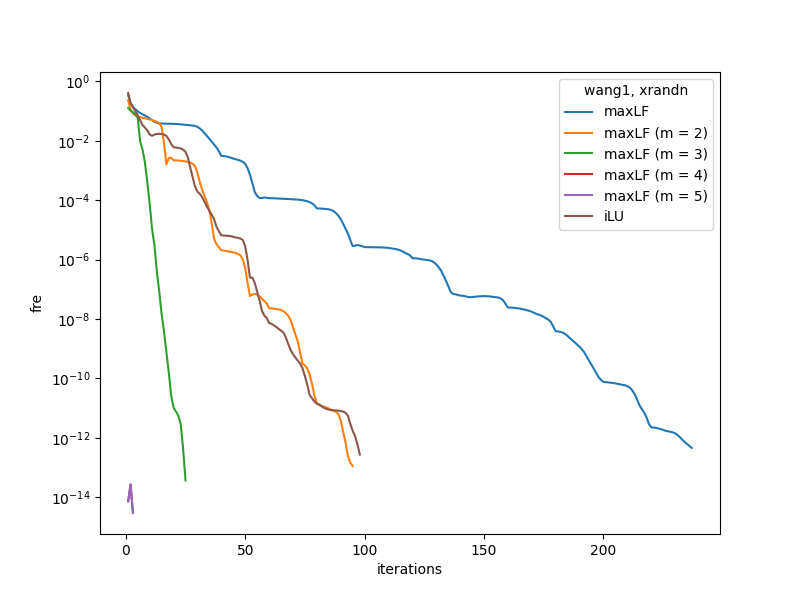 wang1, xrandn
maxLF
maxLF (m = 2)
maxLF (m = 3)
maxLF (m = 4)
maxLF (m = 5)
iLU
10⁰
10⁻²
10⁻⁴
10⁻⁶
10⁻⁸
10⁻¹⁰
10⁻¹²
10⁻¹⁴
fre
0 50 100 150 200
iterations